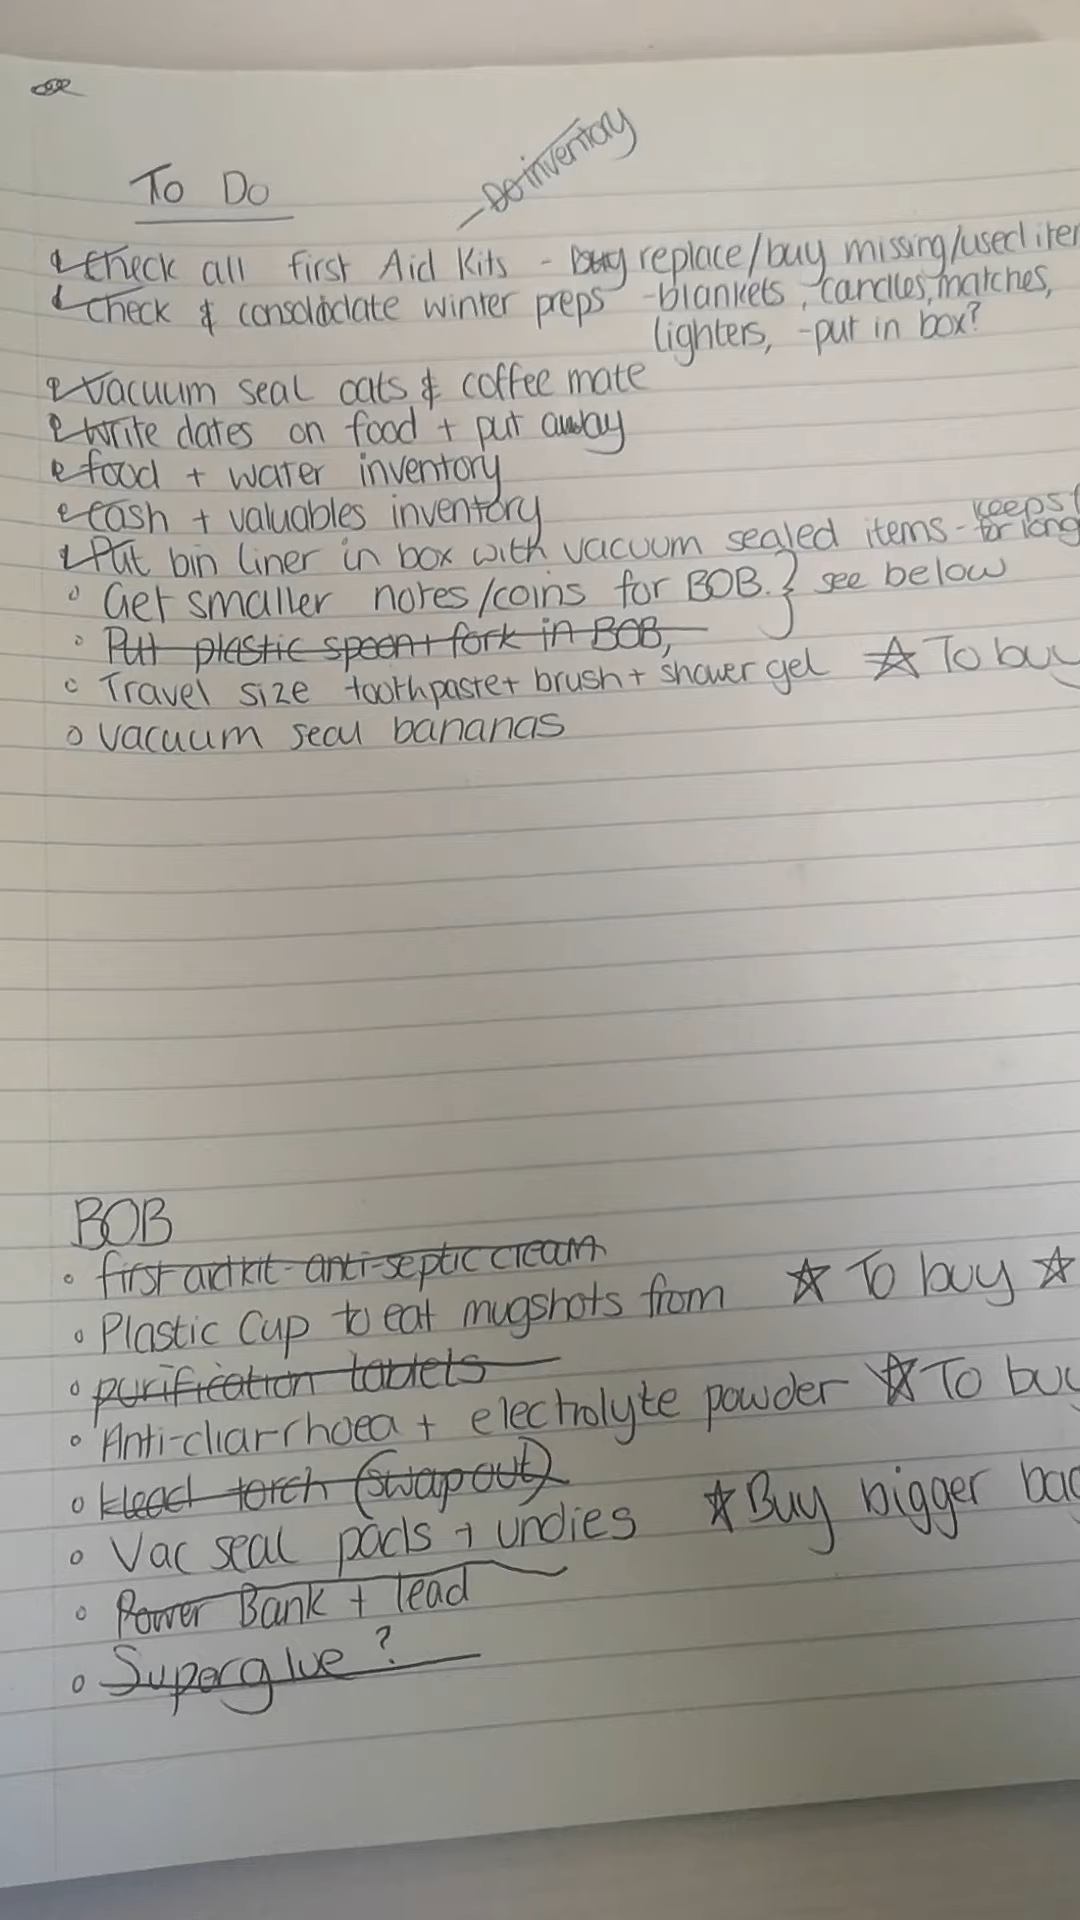 - Do inventory
To Do
Check all first Aid Kits - buy replace/buy missing/used iter
Check & consolodate winter preps - blankets, candles, matches,
lighters, - put in box?
Vacuum seal oats & coffee mate
Write dates on food + put away
food + water inventory
Cash + valuables inventory
keeps f
Put bin liner in box with vacuum sealed items - for long
Get smaller notes/coins for BOB. } see below
Put plastic spoon + fork in BOB,
Travel size toothpaste + brush + shower gel ☆ To buy
Vacuum seal bananas
BOB
first aid kit - anti-septic cream
Plastic Cup to eat mugshots from ☆ To buy ☆
purification tablets
Anti-diarrhoea + electrolyte powder ☆ To buy
Head torch (swap out)
Vac seal pads + undies ☆ Buy bigger bag
Power Bank + lead
Superglue?